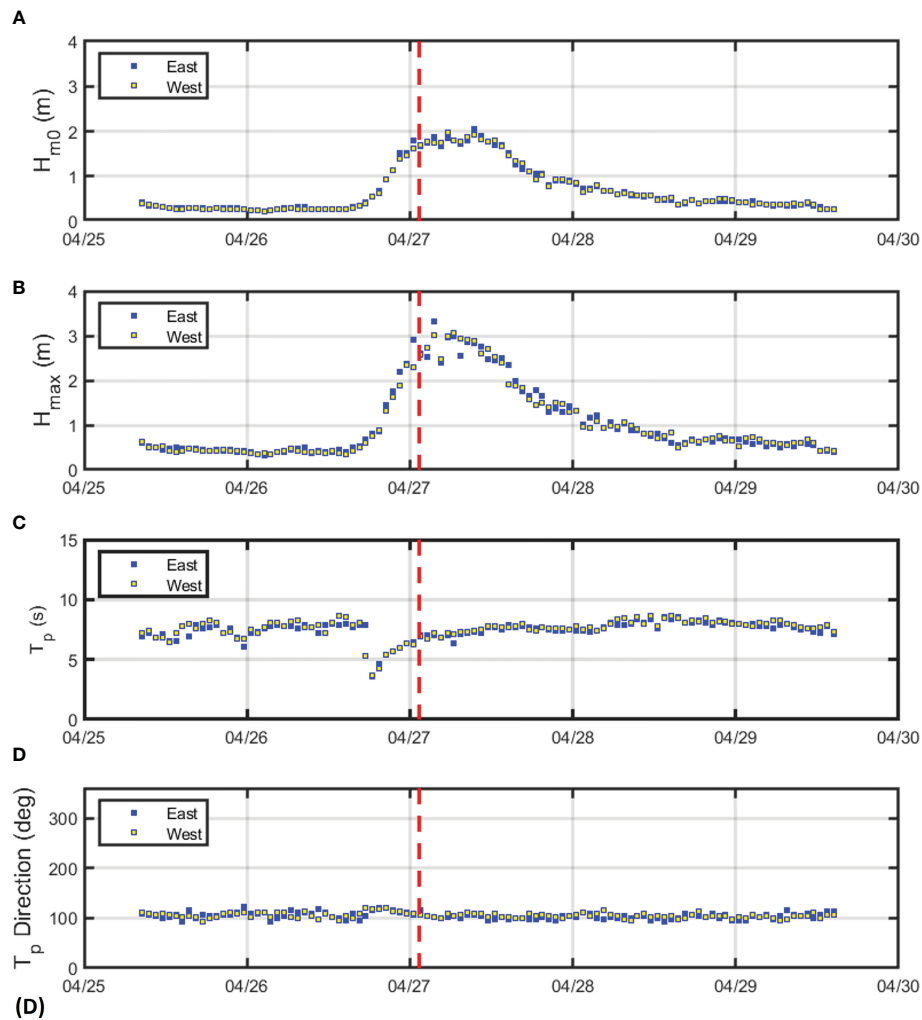 A
4
3
2
1
0
H_m0 (m)
East
West
04/25 04/26 04/27 04/28 04/29 04/30
B
4
3
2
1
0
H_max (m)
East
West
04/25 04/26 04/27 04/28 04/29 04/30
C
15
10
5
0
T_p (s)
East
West
04/25 04/26 04/27 04/28 04/29 04/30
D
300
200
100
0
T_p Direction (deg)
East
West
04/25 04/26 04/27 04/28 04/29 04/30
(D)